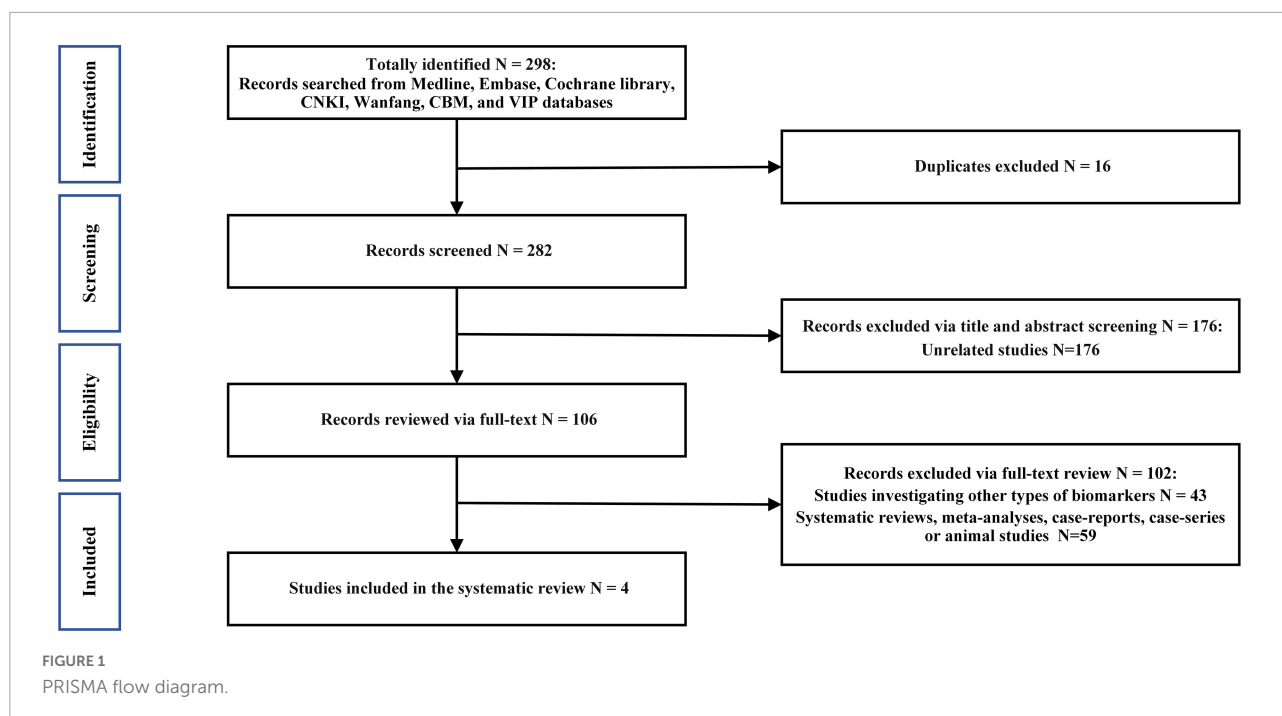 Identification
Totally identified N = 298:
Records searched from Medline, Embase, Cochrane library,
CNKI, Wanfang, CBM, and VIP databases
Duplicates excluded N = 16
Screening
Records screened N = 282
Records excluded via title and abstract screening N = 176:
Unrelated studies N=176
Eligibility
Records reviewed via full-text N = 106
Records excluded via full-text review N = 102:
Studies investigating other types of biomarkers N = 43
Systematic reviews, meta-analyses, case-reports, case-series
or animal studies N=59
Included
Studies included in the systematic review N = 4
FIGURE 1
PRISMA flow diagram.